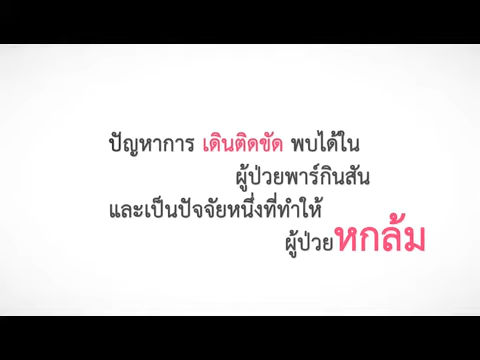 ปัญหาการ เดินติดขัด พบได้ใน
ผู้ป่วยพาร์กินสัน
และเป็นปัจจัยหนึ่งที่ทำให้
ผู้ป่วยหกล้ม